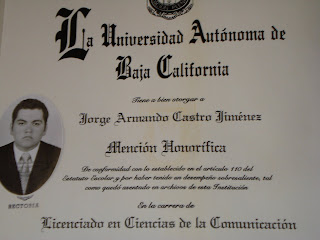 La Universidad Autónoma de
Baja California
Tiene a bien otorgar a
Jorge Armando Castro Jiménez
Mención Honorífica
De conformidad con lo establecido en el artículo 110 del
Estatuto Escolar y por haber tenido un desempeño sobresaliente, tal
como quedó asentado en archivos de esta Institución
RECTORIA
En la carrera de
Licenciado en Ciencias de la Comunicación